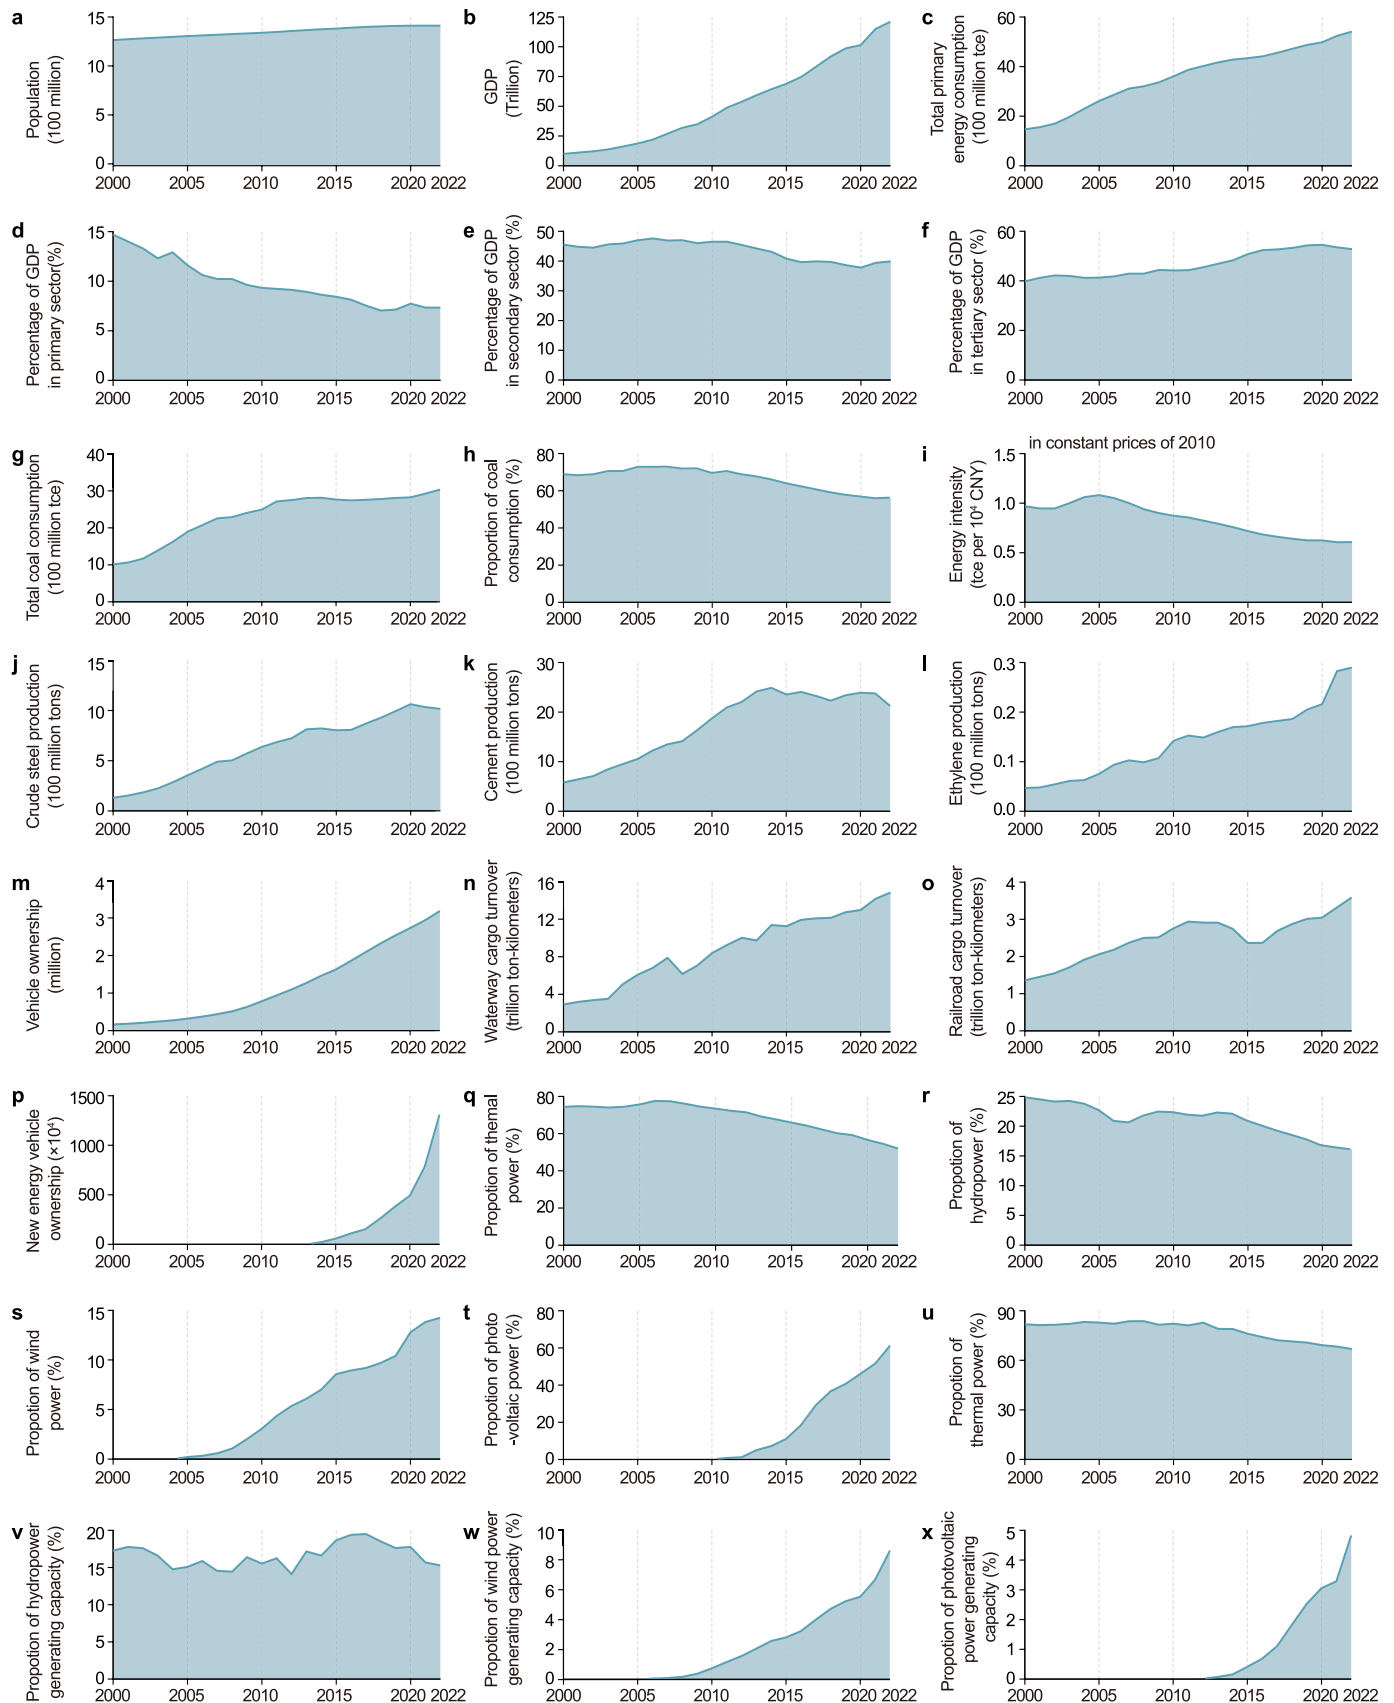 a
Population
(100 million)
15
10
5
0
2000 2005 2010 2015 2020 2022
b
GDP
(Trillion)
125
100
70
50
25
0
2000 2005 2010 2015 2020 2022
c
Total primary
energy consumption
(100 million tce)
60
40
20
0
2000 2005 2010 2015 2020 2022
d
Percentage of GDP
in primary sector(%)
15
10
5
0
2000 2005 2010 2015 2020 2022
e
Percentage of GDP
in secondary sector (%)
50
40
30
20
10
0
2000 2005 2010 2015 2020 2022
f
Percentage of GDP
in tertiary sector (%)
60
40
20
0
2000 2005 2010 2015 2020 2022
g
Total coal consumption
(100 million tce)
40
30
20
10
0
2000 2005 2010 2015 2020 2022
h
Proportion of coal
consumption (%)
80
60
40
20
0
2000 2005 2010 2015 2020 2022
i
in constant prices of 2010
Energy intensity
(tce per 10⁴ CNY)
1.5
1.0
0.5
0.0
2000 2005 2010 2015 2020 2022
j
Crude steel production
(100 million tons)
15
10
5
0
2000 2005 2010 2015 2020 2022
k
Cement production
(100 million tons)
30
20
10
0
2000 2005 2010 2015 2020 2022
l
Ethylene production
(100 million tons)
0.3
0.2
0.1
0.0
2000 2005 2010 2015 2020 2022
m
Vehicle ownership
(million)
4
3
2
1
0
2000 2005 2010 2015 2020 2022
n
Waterway cargo turnover
(trillion ton-kilometers)
16
12
8
4
0
2000 2005 2010 2015 2020 2022
o
Railroad cargo turnover
(trillion ton-kilometers)
4
3
2
1
0
2000 2005 2010 2015 2020 2022
p
New energy vehicle
ownership (×10⁴)
1500
1000
500
0
2000 2005 2010 2015 2020 2022
q
Propotion of themal
power (%)
80
60
40
20
0
2000 2005 2010 2015 2020 2022
r
Propotion of
hydropower (%)
25
20
15
10
5
0
2000 2005 2010 2015 2020 2022
s
Propotion of wind
power (%)
15
10
5
0
2000 2005 2010 2015 2020 2022
t
Propotion of photo
-voltaic power (%)
80
60
40
20
0
2000 2005 2010 2015 2020 2022
u
Propotion of
thermal power (%)
90
60
30
0
2000 2005 2010 2015 2020 2022
v
Propotion of hydropower
generating capacity (%)
20
15
10
5
0
2000 2005 2010 2015 2020 2022
w
Propotion of wind power
generating capacity (%)
10
8
6
4
2
0
2000 2005 2010 2015 2020 2022
x
Propotion of photovoltaic
power generating
capacity (%)
5
4
3
2
1
0
2000 2005 2010 2015 2020 2022